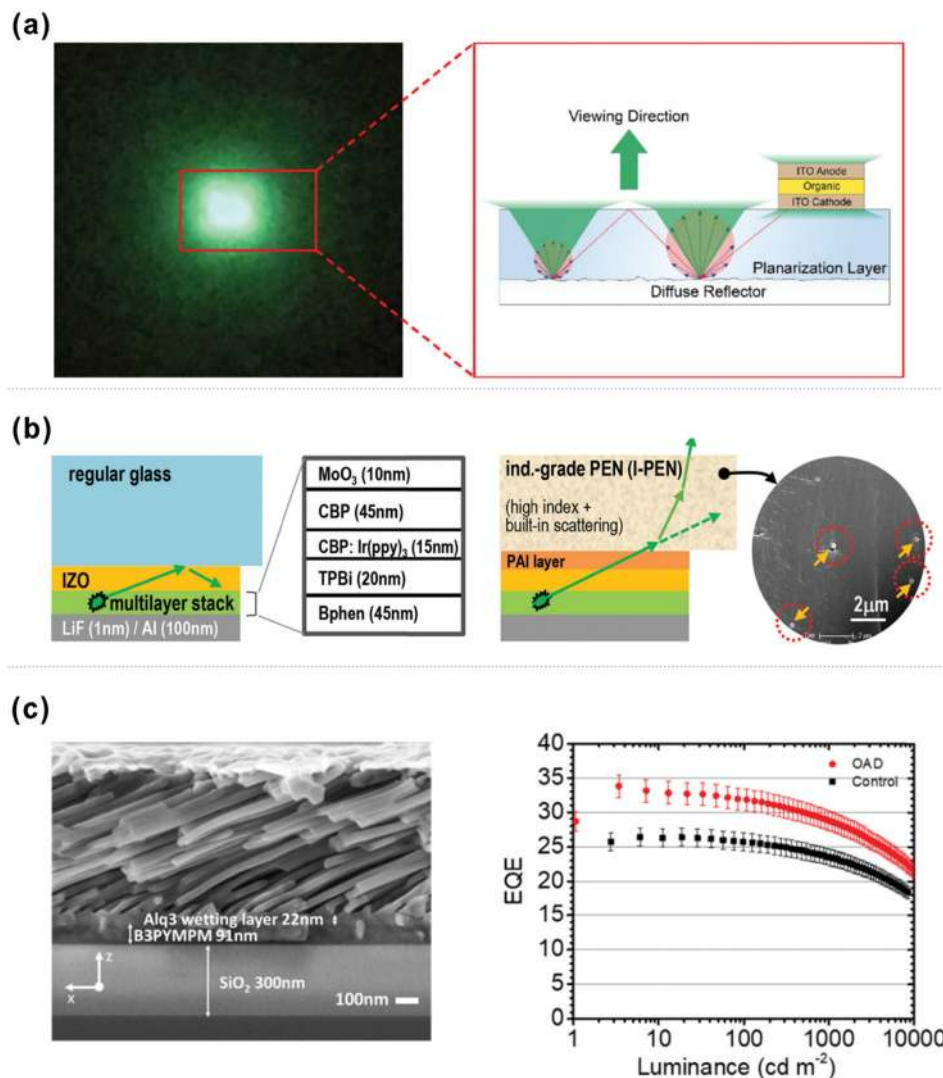 (a)
Viewing Direction
ITO Anode
Organic
ITO Cathode
Planarization Layer
Diffuse Reflector
(b)
regular glass
IZO
multilayer stack
LiF (1nm) / Al (100nm)
MoO₃ (10nm)
CBP (45nm)
CBP: Ir(ppy)₃ (15nm)
TPBi (20nm)
Bphen (45nm)
ind.-grade PEN (I-PEN)
(high index +
built-in scattering)
PAI layer
2μm
(c)
Alq3 wetting layer 22nm
B3PYMPM 91nm
SiO₂ 300nm
z
x
100nm
EQE
40
35
30
25
20
15
10
5
0
OAD
Control
1 10 100 1000 10000
Luminance (cd m⁻²)